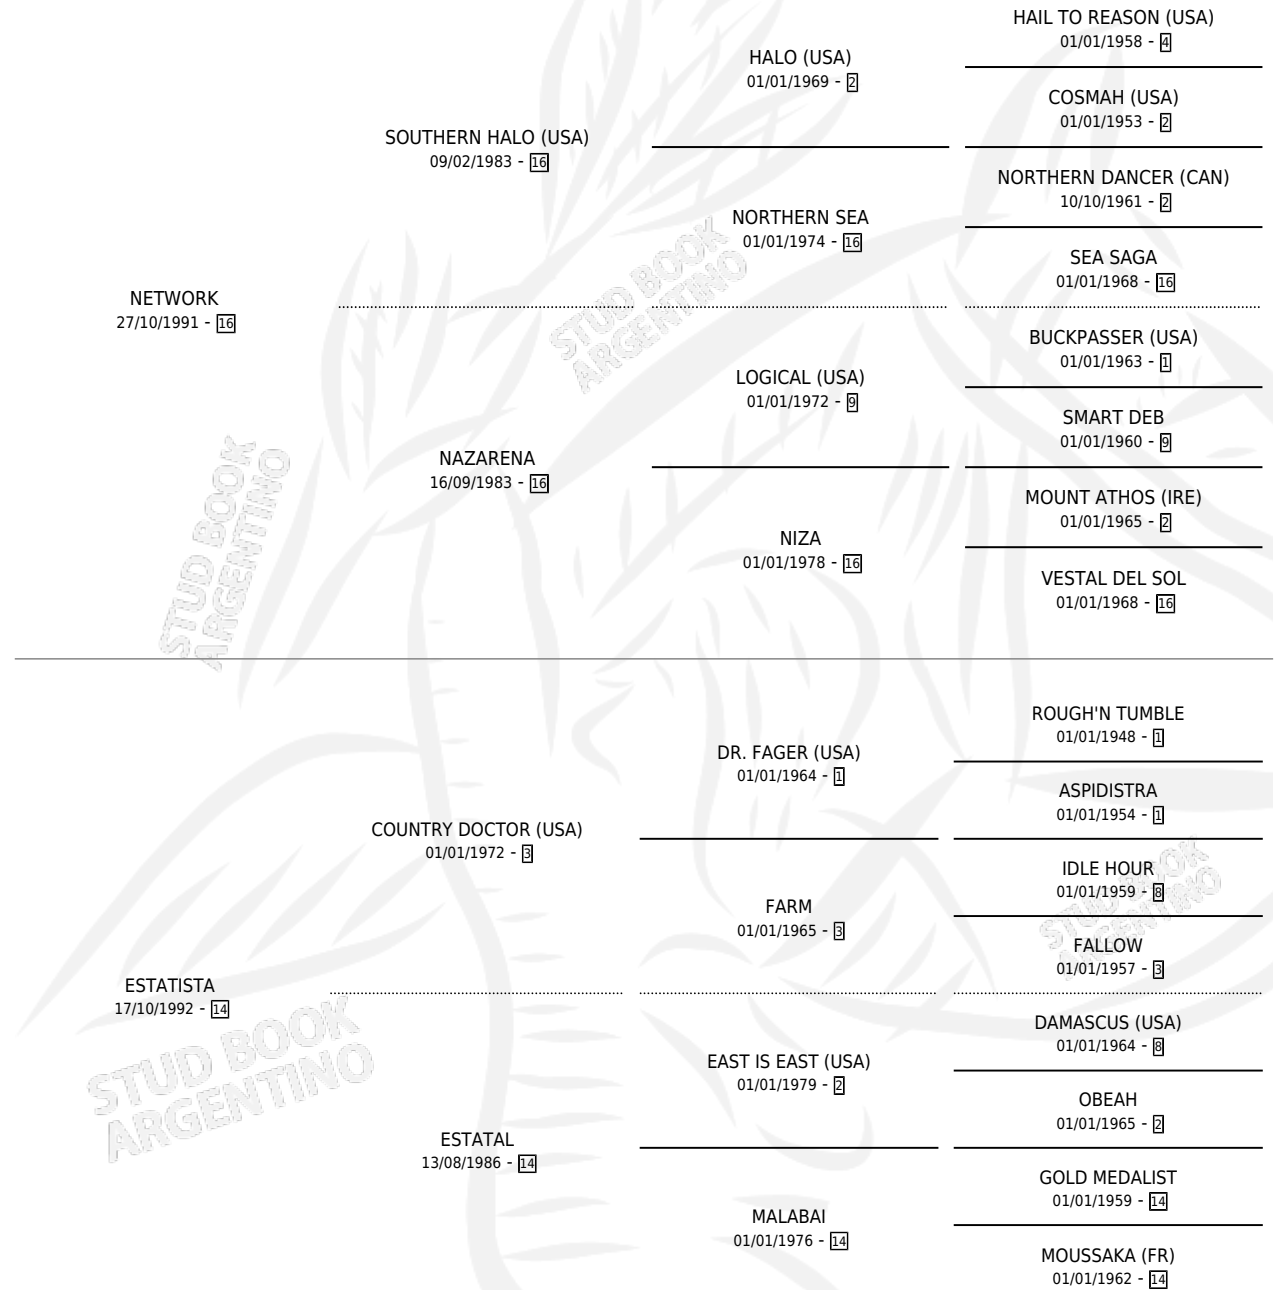 HAIL TO REASON (USA)
01/01/1958 - 4
HALO (USA)
01/01/1969 - 2
COSMAH (USA)
01/01/1953 - 2
SOUTHERN HALO (USA)
09/02/1983 - 16
NORTHERN DANCER (CAN)
10/10/1961 - 2
NORTHERN SEA
01/01/1974 - 16
SEA SAGA
01/01/1968 - 16
STUD BOOK
ARGENTINO
NETWORK
27/10/1991 - 16
BUCKPASSER (USA)
01/01/1963 - 1
LOGICAL (USA)
01/01/1972 - 9
SMART DEB
01/01/1960 - 9
NAZARENA
16/09/1983 - 16
MOUNT ATHOS (IRE)
01/01/1965 - 2
NIZA
01/01/1978 - 16
VESTAL DEL SOL
01/01/1968 - 16
STUD BOOK
ARGENTINO
ROUGH'N TUMBLE
01/01/1948 - 1
DR. FAGER (USA)
01/01/1964 - 1
ASPIDISTRA
01/01/1954 - 1
COUNTRY DOCTOR (USA)
01/01/1972 - 3
IDLE HOUR
01/01/1959 - 8
FARM
01/01/1965 - 3
FALLOW
01/01/1957 - 3
STUD BOOK
ARGENTINO
ESTATISTA
17/10/1992 - 14
DAMASCUS (USA)
01/01/1964 - 8
EAST IS EAST (USA)
01/01/1979 - 2
OBEAH
01/01/1965 - 2
STUD BOOK
ARGENTINO
ESTATAL
13/08/1986 - 14
GOLD MEDALIST
01/01/1959 - 14
MALABAI
01/01/1976 - 14
MOUSSAKA (FR)
01/01/1962 - 14